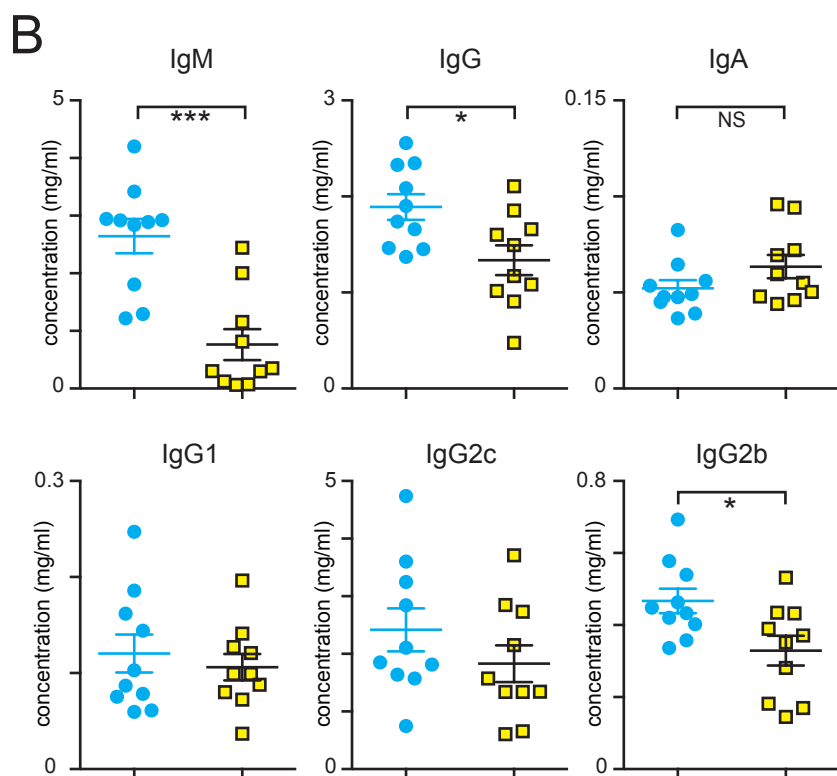 B
IgM
IgG
IgA
5
***
0
concentration (mg/ml)
3
*
0
concentration (mg/ml)
0.15
NS
0
concentration (mg/ml)
IgG1
IgG2c
IgG2b
0.3
0
concentration (mg/ml)
5
0
concentration (mg/ml)
0.8
*
0
concentration (mg/ml)